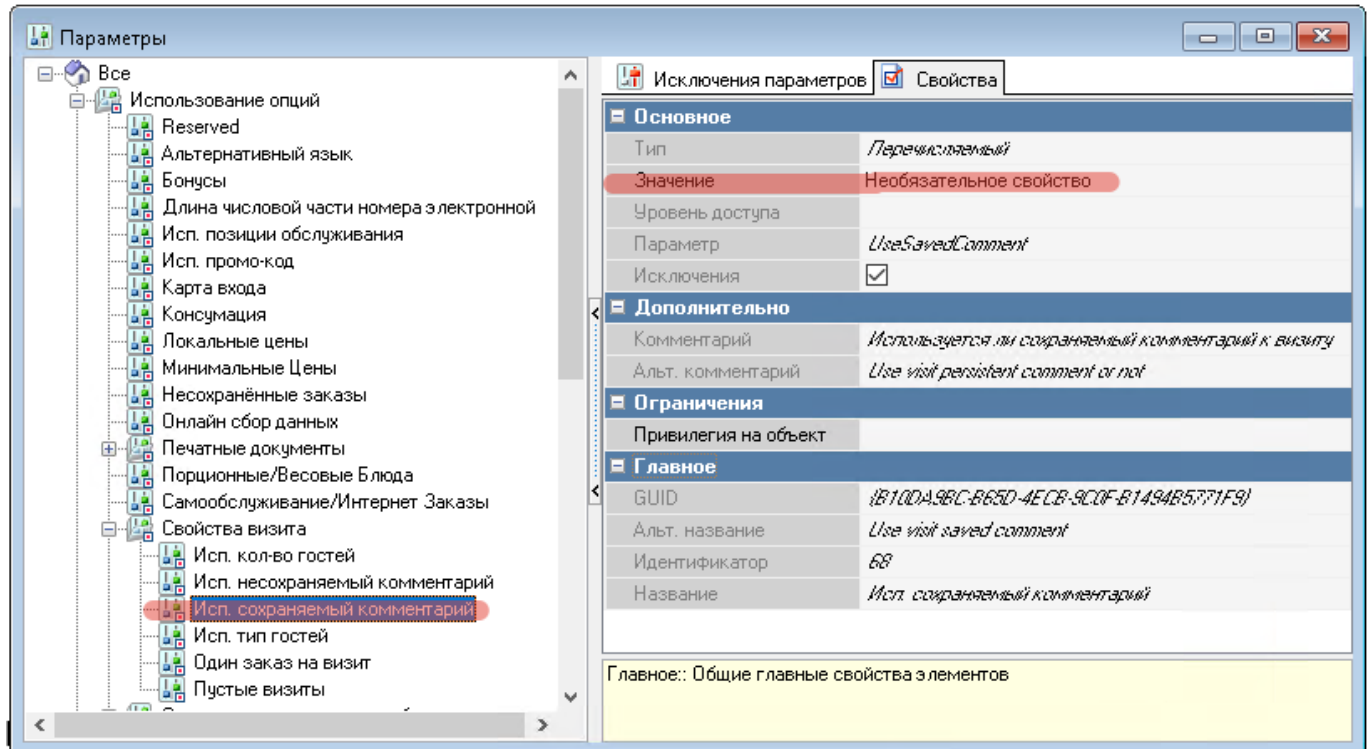 Параметры
Все
Использование опций
Reserved
Альтернативный язык
Бонусы
Длина числовой части номера электронной
Исп. позиции обслуживания
Исп. промо-код
Карта входа
Консумация
Локальные цены
Минимальные Цены
Несохранённые заказы
Онлайн сбор данных
Печатные документы
Порционные/Весовые Блюда
Самообслуживание/Интернет Заказы
Свойства визита
Исп. кол-во гостей
Исп. несохраняемый комментарий
Исп. сохраняемый комментарий
Исп. тип гостей
Один заказ на визит
Пустые визиты
Исключения параметров Свойства
Основное
Тип Перечисляемый
Значение Необязательное свойство
Уровень доступа
Параметр UseSavedComment
Исключения
Дополнительно
Комментарий Используется ли сохраняемый комментарий к визиту
Альт. комментарий Use visit persistent comment or not
Ограничения
Привилегия на объект
Главное
GUID {B10DA9BC-B65D-4ECB-9C0F-B1494B5771F9}
Альт. название Use visit saved comment
Идентификатор 68
Название Исп. сохраняемый комментарий
Главное:: Общие главные свойства элементов